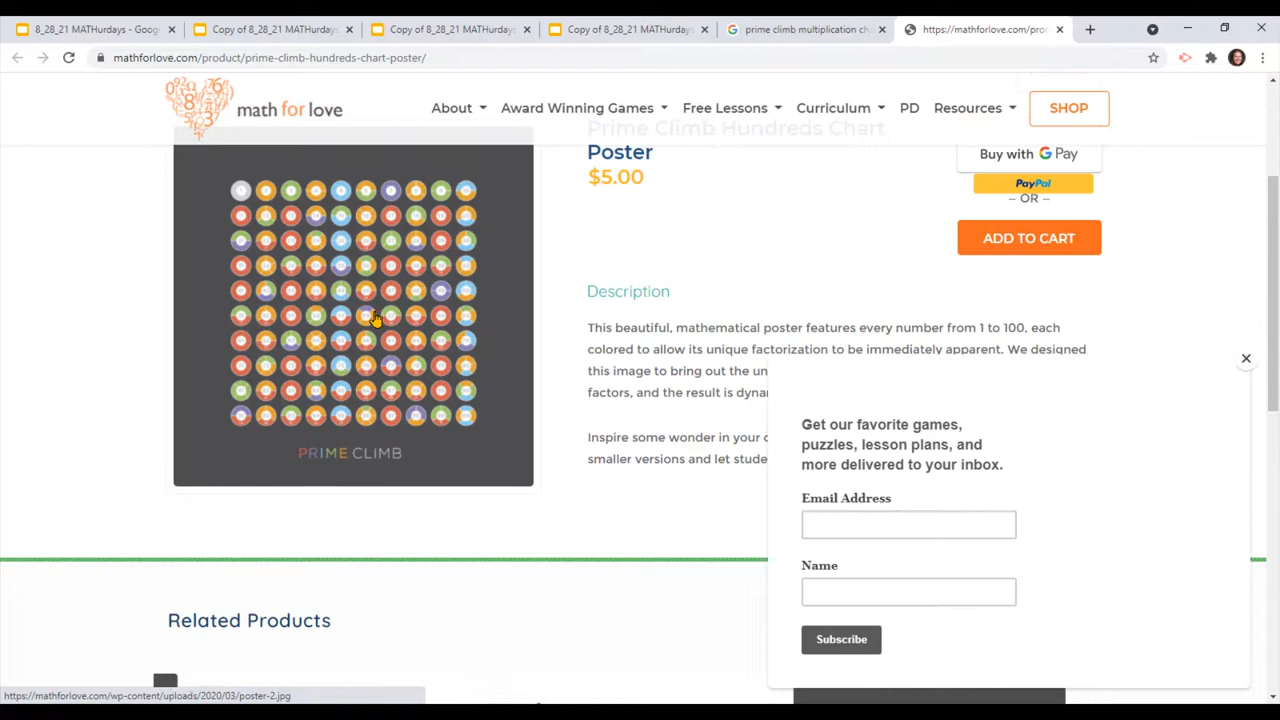 8_28_21 MATHurdays - Googl
Copy of 8_28_21 MATHurdays
Copy of 8_28_21 MATHurdays
Copy of 8_28_21 MATHurdays
prime climb multiplication ch
https://mathforlove.com/proc
mathforlove.com/product/prime-climb-hundreds-chart-poster/
math for love
About
Award Winning Games
Free Lessons
Curriculum
PD
Resources
SHOP
Prime Climb Hundreds Chart
Poster
$5.00
Buy with G Pay
PayPal
– OR –
ADD TO CART
Description
This beautiful, mathematical poster features every number from 1 to 100, each
colored to allow its unique factorization to be immediately apparent. We designed
this image to bring out the un
factors, and the result is dyna
Inspire some wonder in your c
smaller versions and let stude
PRIME CLIMB
Get our favorite games,
puzzles, lesson plans, and
more delivered to your inbox.
Email Address
Name
Subscribe
Related Products
https://mathforlove.com/wp-content/uploads/2020/03/poster-2.jpg